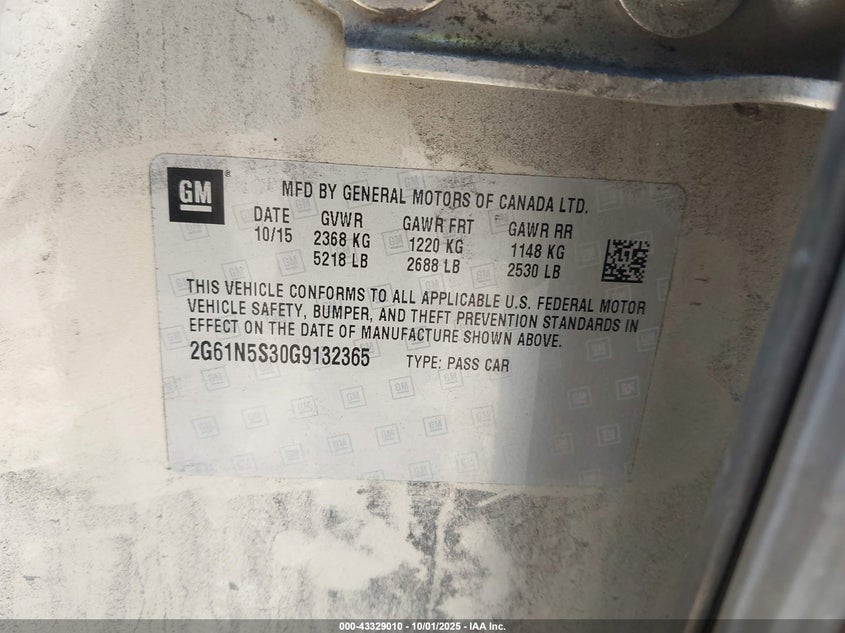 GM
MFD BY GENERAL MOTORS OF CANADA LTD.
DATE GVWR GAWR FRT GAWR RR
10/15 2368 KG 1220 KG 1148 KG
5218 LB 2688 LB 2530 LB
THIS VEHICLE CONFORMS TO ALL APPLICABLE U.S. FEDERAL MOTOR
VEHICLE SAFETY, BUMPER, AND THEFT PREVENTION STANDARDS IN
EFFECT ON THE DATE OF MANUFACTURE SHOWN ABOVE.
2G61N5S30G9132365 TYPE: PASS CAR
000-43329010 - 10/01/2025 - IAA Inc.